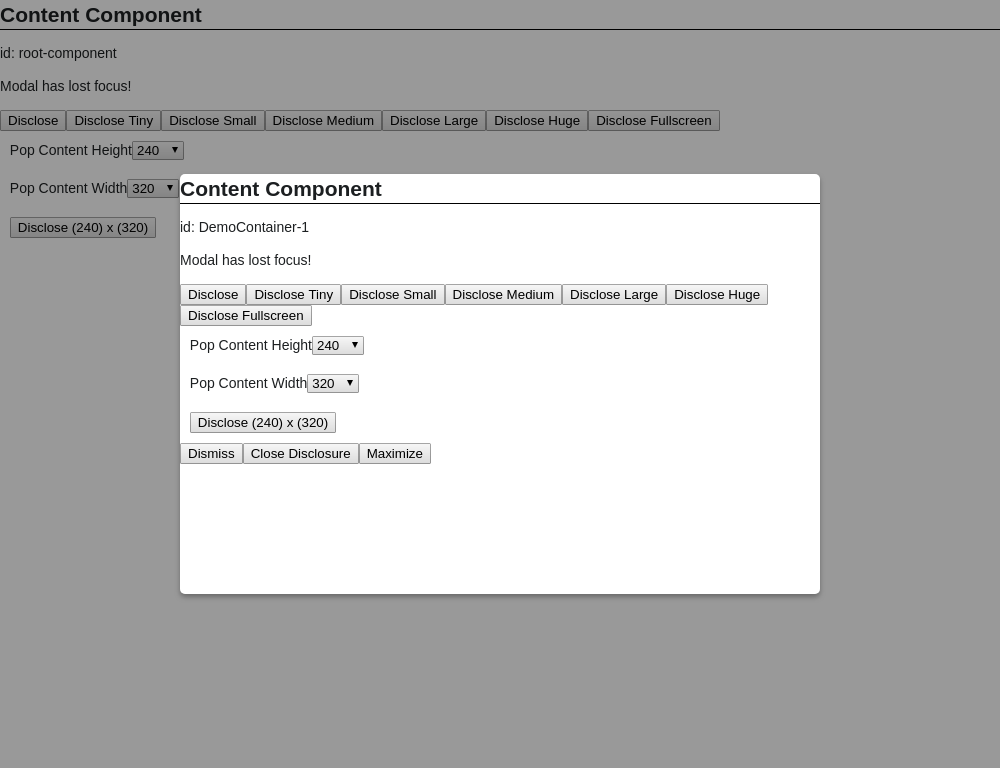 Content Component
id: root-component
Modal has lost focus!
Disclose Disclose Tiny Disclose Small Disclose Medium Disclose Large Disclose Huge Disclose Fullscreen
Pop Content Height 240
Pop Content Width 320
Disclose (240) x (320)
Content Component
id: DemoContainer-1
Modal has lost focus!
Disclose Disclose Tiny Disclose Small Disclose Medium Disclose Large Disclose Huge
Disclose Fullscreen
Pop Content Height 240
Pop Content Width 320
Disclose (240) x (320)
Dismiss Close Disclosure Maximize